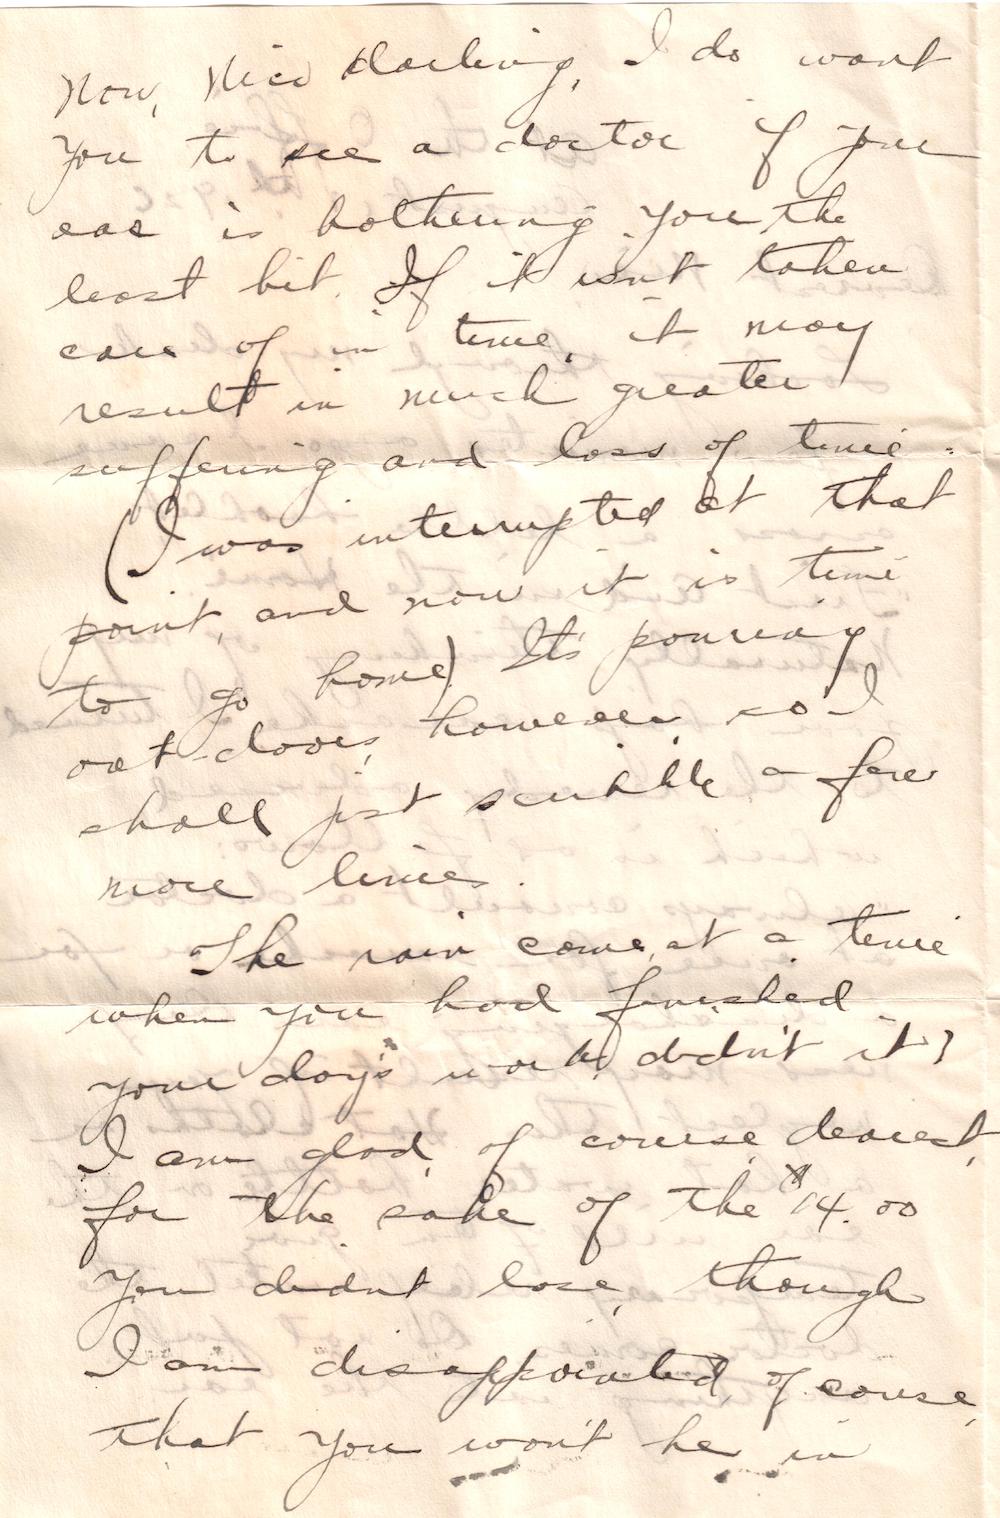 Now, Nico darling, I do want
you to see a doctor if your
ear is bothering you the
least bit. If it isnt taken
care of in time, it may
result in much greater
suffering and loss of time.
(I was interrupted at that
point, and now it is time
to go home). It's pouring
out-doors, however, so I
shall just scribble a few
more lines.
The rain came at a time
when you had finished
your day's work, didn't it?
I am glad, of course, dearest,
for the sake of the $14.00
you didnt lose, though
I am disappointed, of course,
that you won't be in